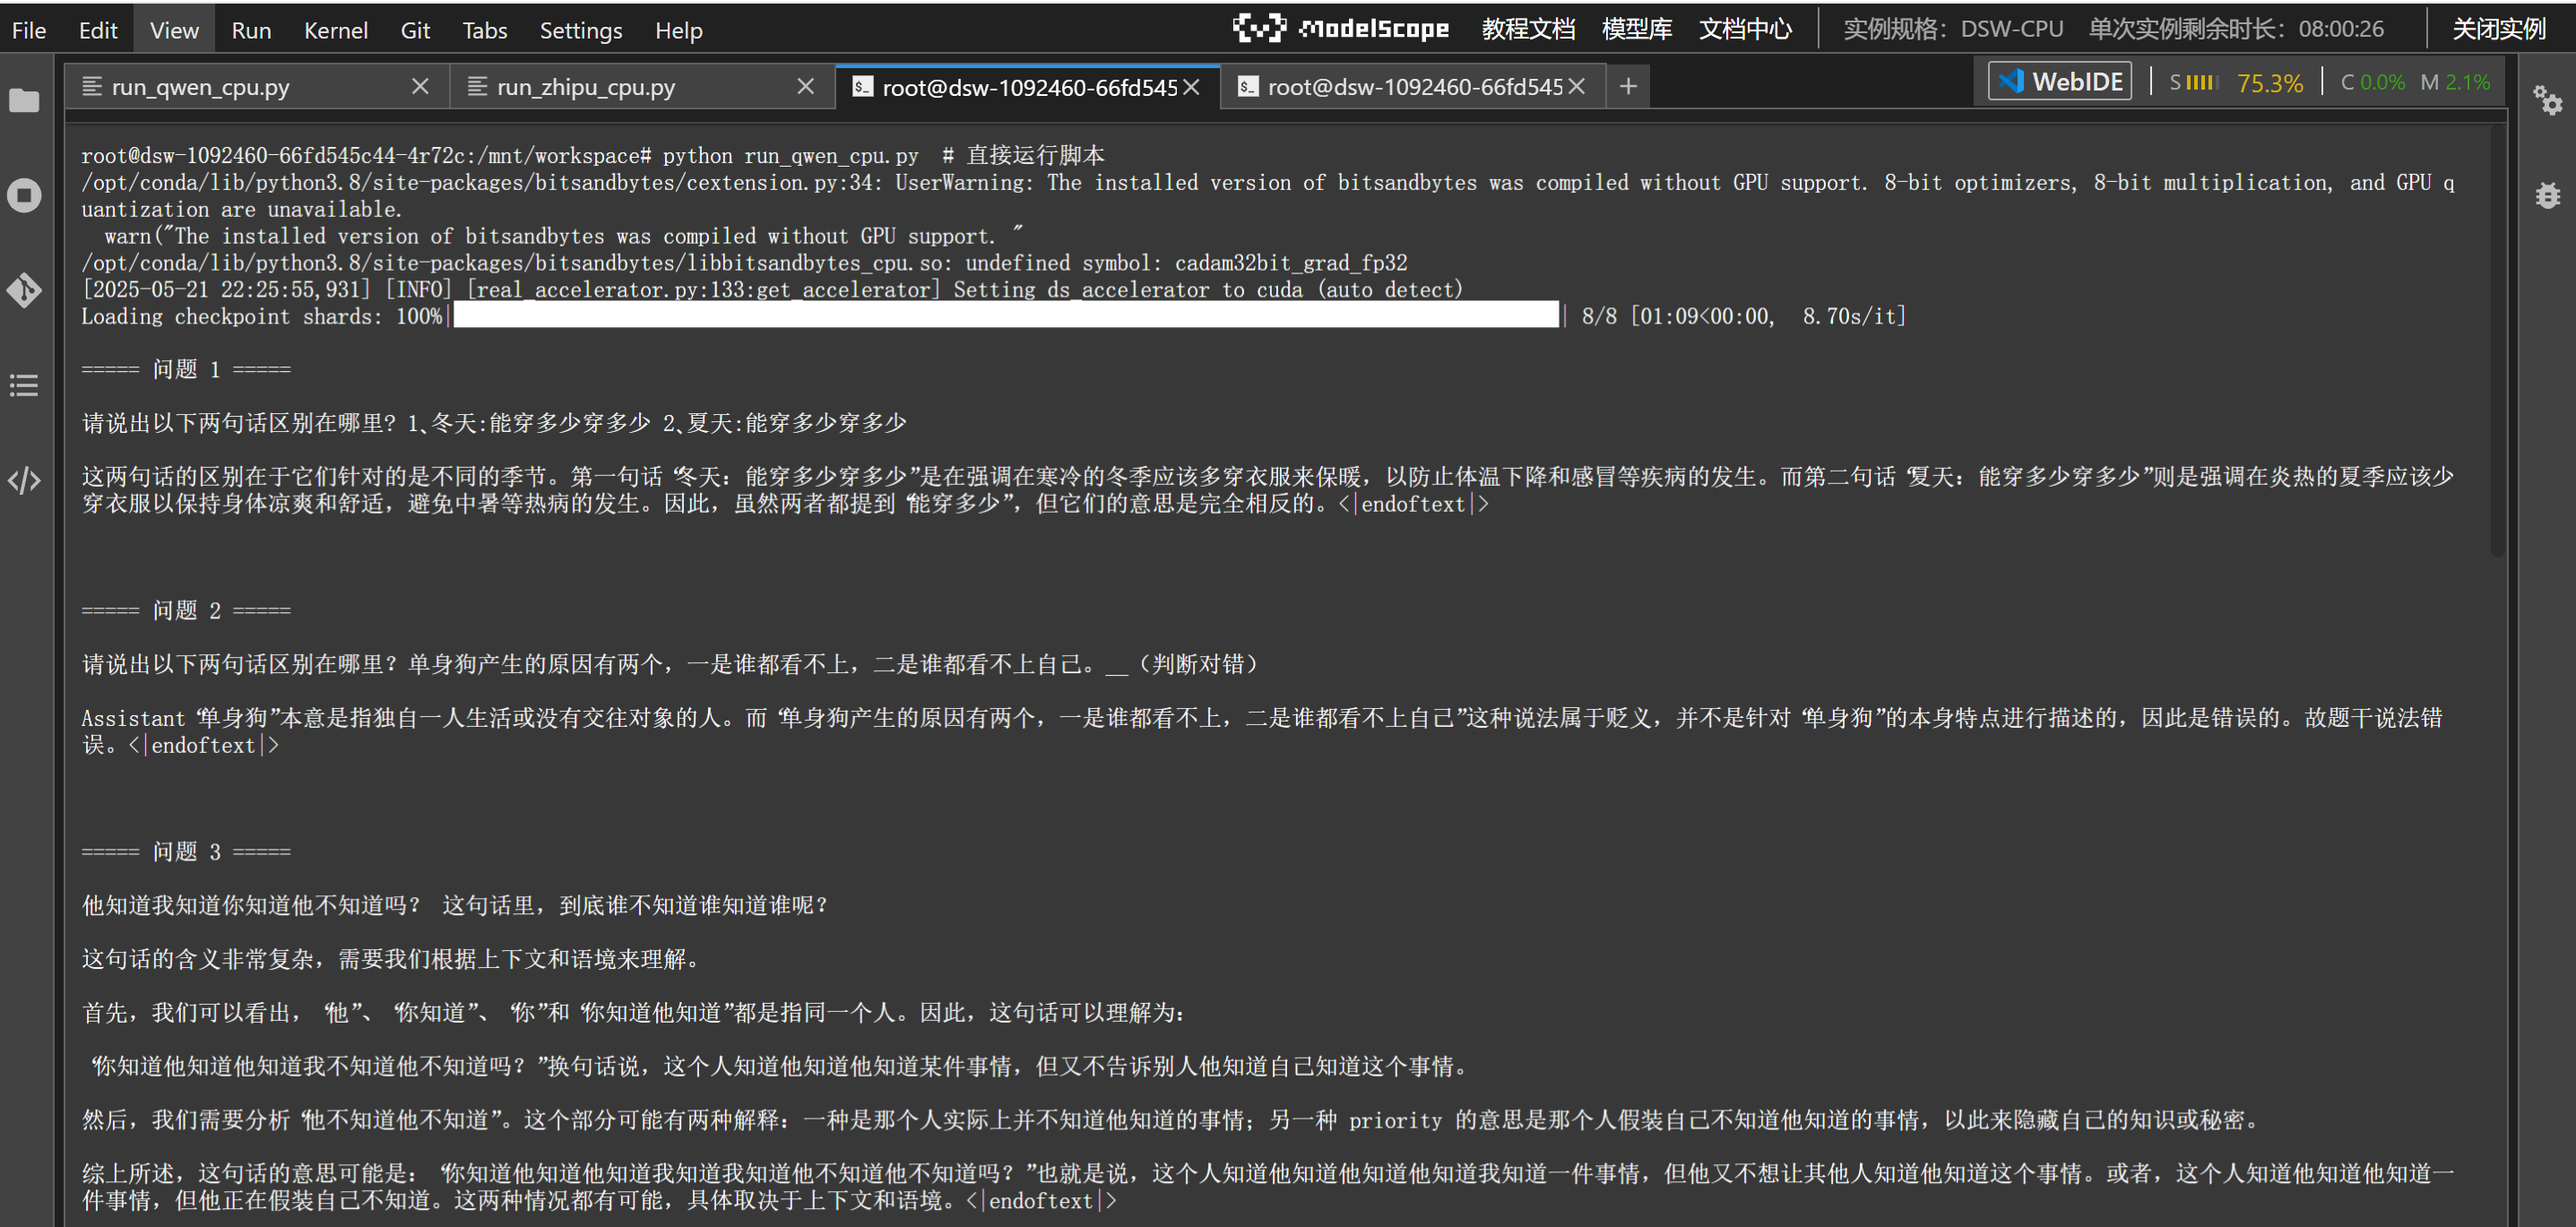 File Edit View Run Kernel Git Tabs Settings Help ModelScope 教程文档 模型库 文档中心 实例规格：DSW-CPU 单次实例剩余时长：08:00:26 关闭实例
run_qwen_cpu.py run_zhipu_cpu.py root@dsw-1092460-66fd545 root@dsw-1092460-66fd545 WebIDE S 75.3% C 0.0% M 2.1%
root@dsw-1092460-66fd545c44-4r72c:/mnt/workspace# python run_qwen_cpu.py  # 直接运行脚本
/opt/conda/lib/python3.8/site-packages/bitsandbytes/cextension.py:34: UserWarning: The installed version of bitsandbytes was compiled without GPU support. 8-bit optimizers, 8-bit multiplication, and GPU q
uantization are unavailable.
warn("The installed version of bitsandbytes was compiled without GPU support. "
/opt/conda/lib/python3.8/site-packages/bitsandbytes/libbitsandbytes_cpu.so: undefined symbol: cadam32bit_grad_fp32
[2025-05-21 22:25:55,931] [INFO] [real_accelerator.py:133:get_accelerator] Setting ds_accelerator to cuda (auto detect)
Loading checkpoint shards: 100%| | 8/8 [01:09<00:00,  8.70s/it]
===== 问题 1 =====
请说出以下两句话区别在哪里? 1、冬天:能穿多少穿多少 2、夏天:能穿多少穿多少
这两句话的区别在于它们针对的是不同的季节。第一句话“冬天：能穿多少穿多少”是在强调在寒冷的冬季应该多穿衣服来保暖，以防止体温下降和感冒等疾病的发生。而第二句话“夏天：能穿多少穿多少”则是强调在炎热的夏季应该少
穿衣服以保持身体凉爽和舒适，避免中暑等热病的发生。因此，虽然两者都提到“能穿多少”，但它们的意思是完全相反的。<|endoftext|>
===== 问题 2 =====
请说出以下两句话区别在哪里？单身狗产生的原因有两个，一是谁都看不上，二是谁都看不上自己。__（判断对错）
Assistant“单身狗”本意是指独自一人生活或没有交往对象的人。而“单身狗产生的原因有两个，一是谁都看不上，二是谁都看不上自己”这种说法属于贬义，并不是针对“单身狗”的本身特点进行描述的，因此是错误的。故题干说法错
误。<|endoftext|>
===== 问题 3 =====
他知道我知道你知道他不知道吗？ 这句话里，到底谁不知道谁知道谁呢？
这句话的含义非常复杂，需要我们根据上下文和语境来理解。
首先，我们可以看出，“他”、“你知道”、“你”和“你知道他知道”都是指同一个人。因此，这句话可以理解为：
“你知道他知道他知道我不知道他不知道吗？”换句话说，这个人知道他知道他知道某件事情，但又不告诉别人他知道自己知道这个事情。
然后，我们需要分析“他不知道他不知道”。这个部分可能有两种解释：一种是那个人实际上并不知道他知道的事情；另一种 priority 的意思是那个人假装自己不知道他知道的事情，以此来隐藏自己的知识或秘密。
综上所述，这句话的意思可能是：“你知道他知道他知道我知道我知道他不知道他不知道吗？”也就是说，这个人知道他知道他知道他知道我知道一件事情，但他又不想让其他人知道他知道这个事情。或者，这个人知道他知道他知道一
件事情，但他正在假装自己不知道。这两种情况都有可能，具体取决于上下文和语境。<|endoftext|>